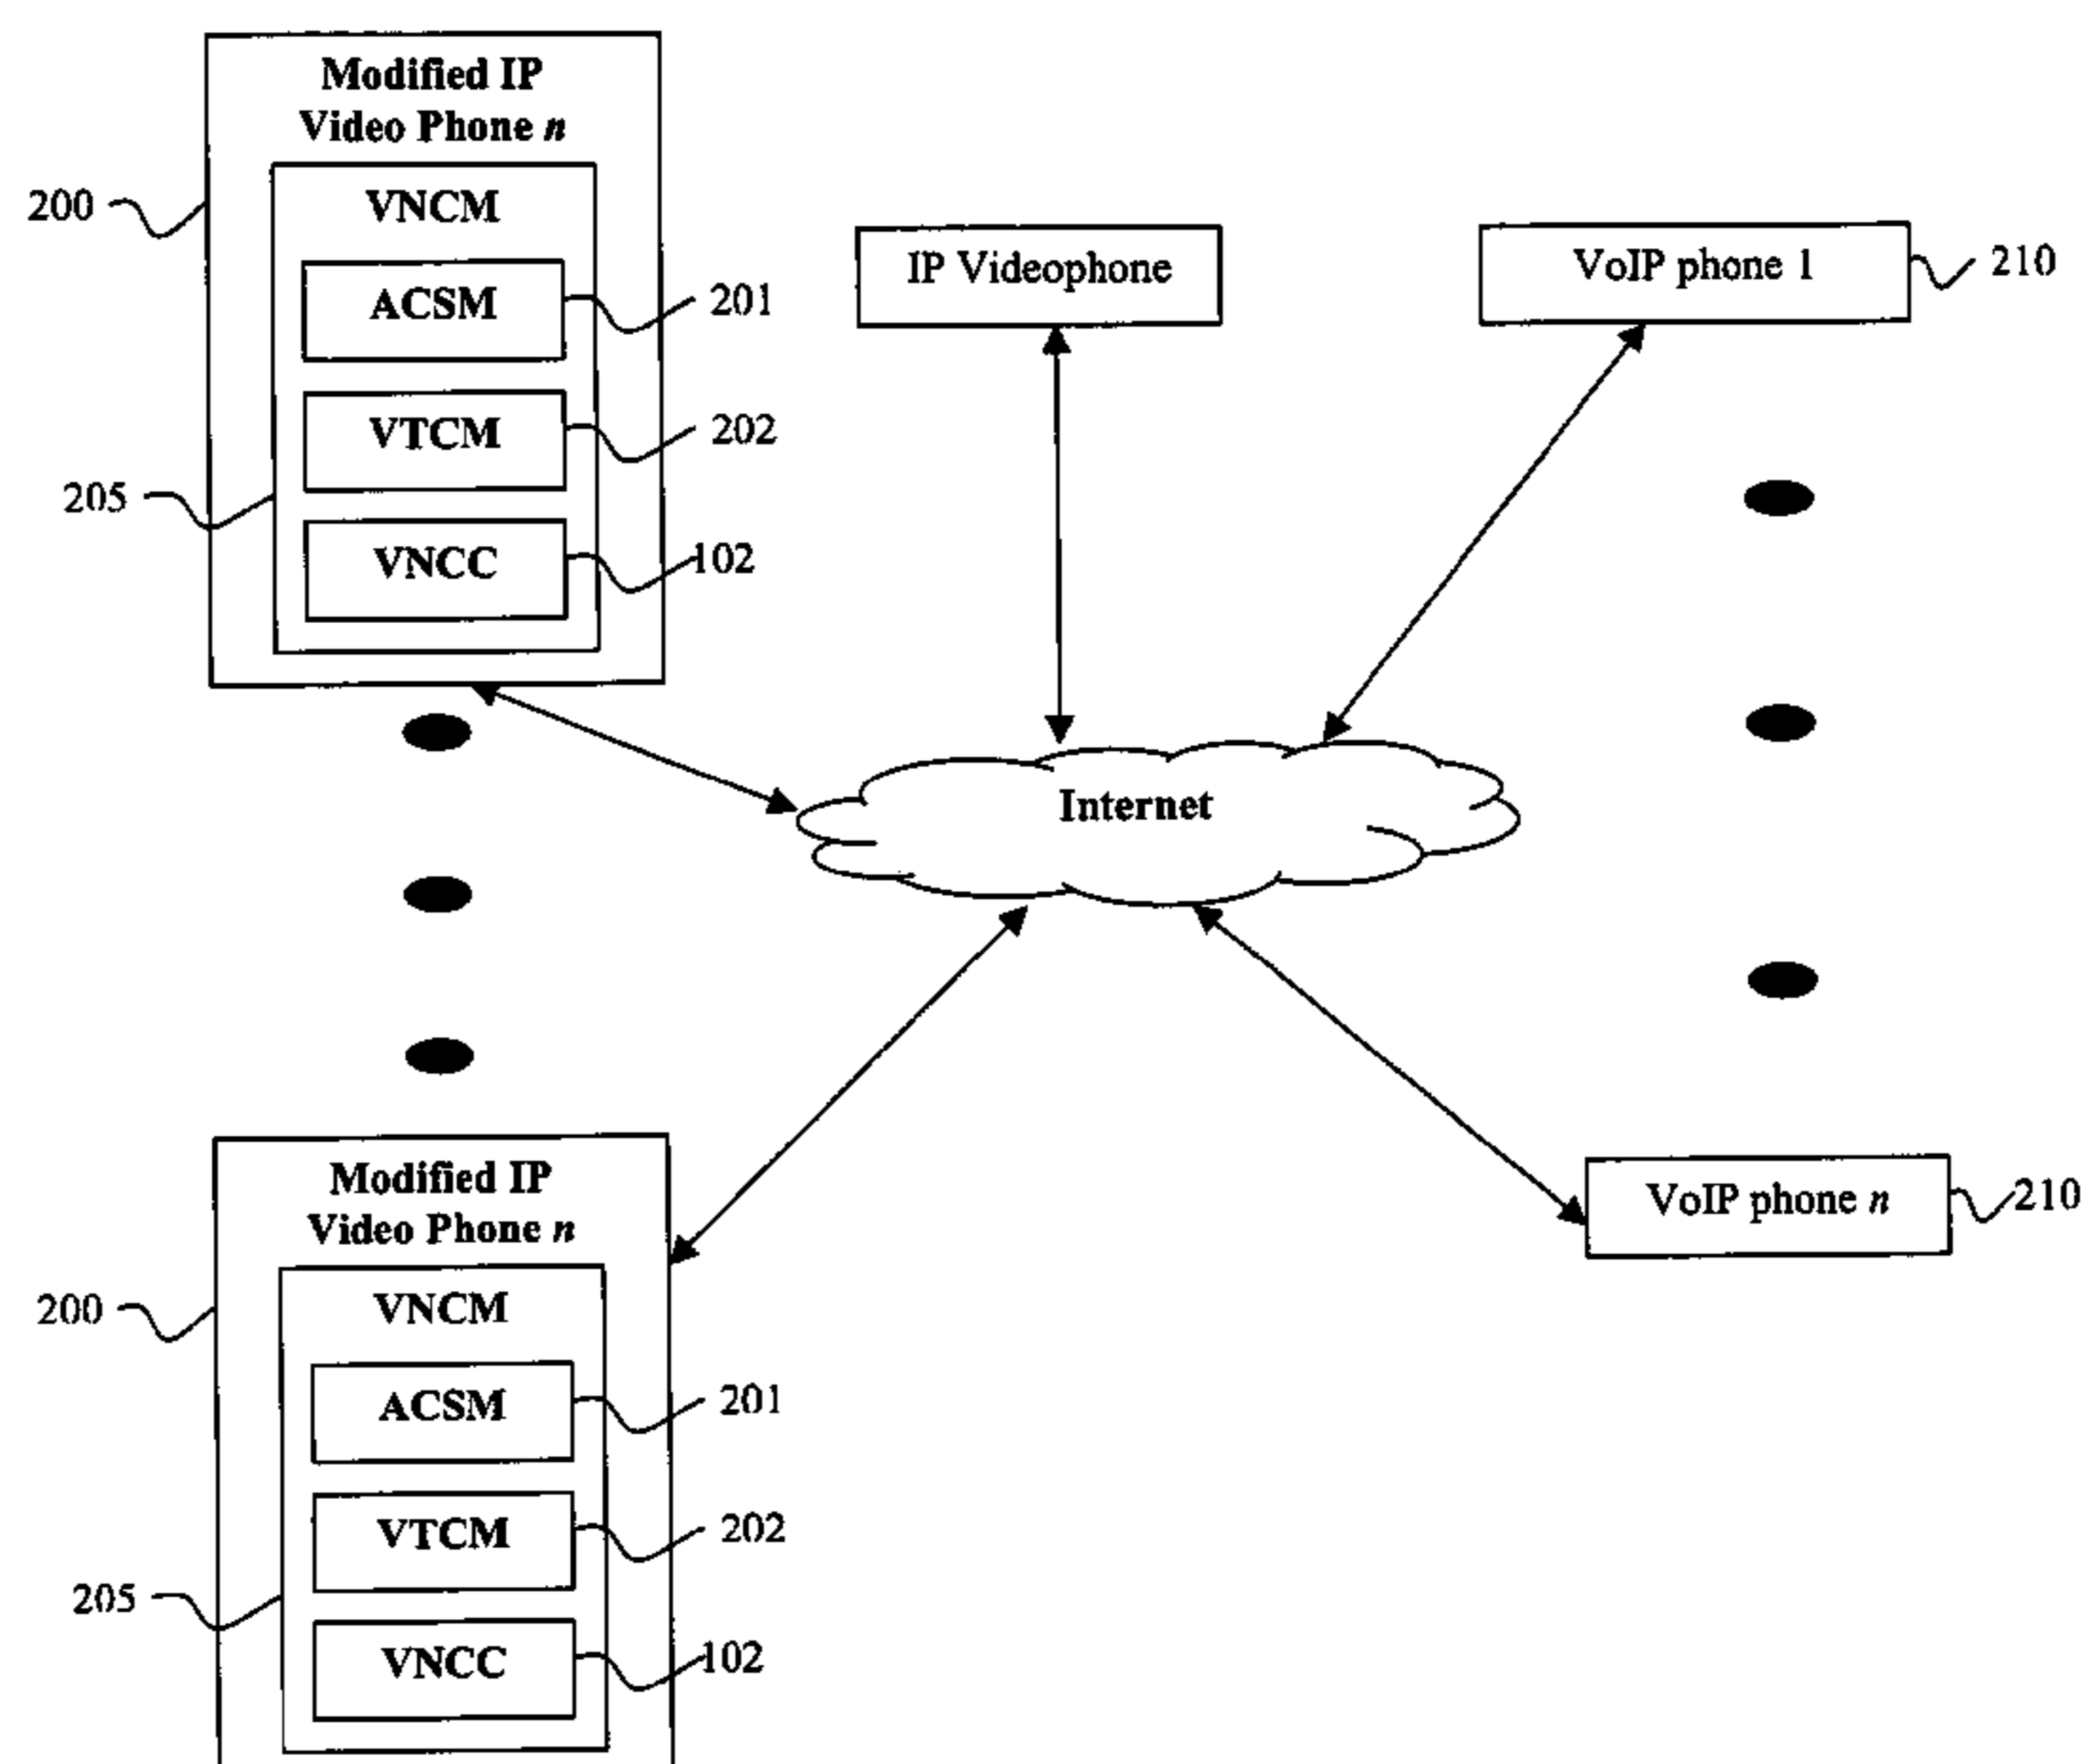 Modified IP
Video Phone n
200
VNCM
ACSM
201
VTCM
202
205
VNCC
102
IP Videophone
VoIP phone 1
210
Internet
Modified IP
Video Phone n
200
VNCM
ACSM
201
VTCM
202
205
VNCC
102
VoIP phone n
210